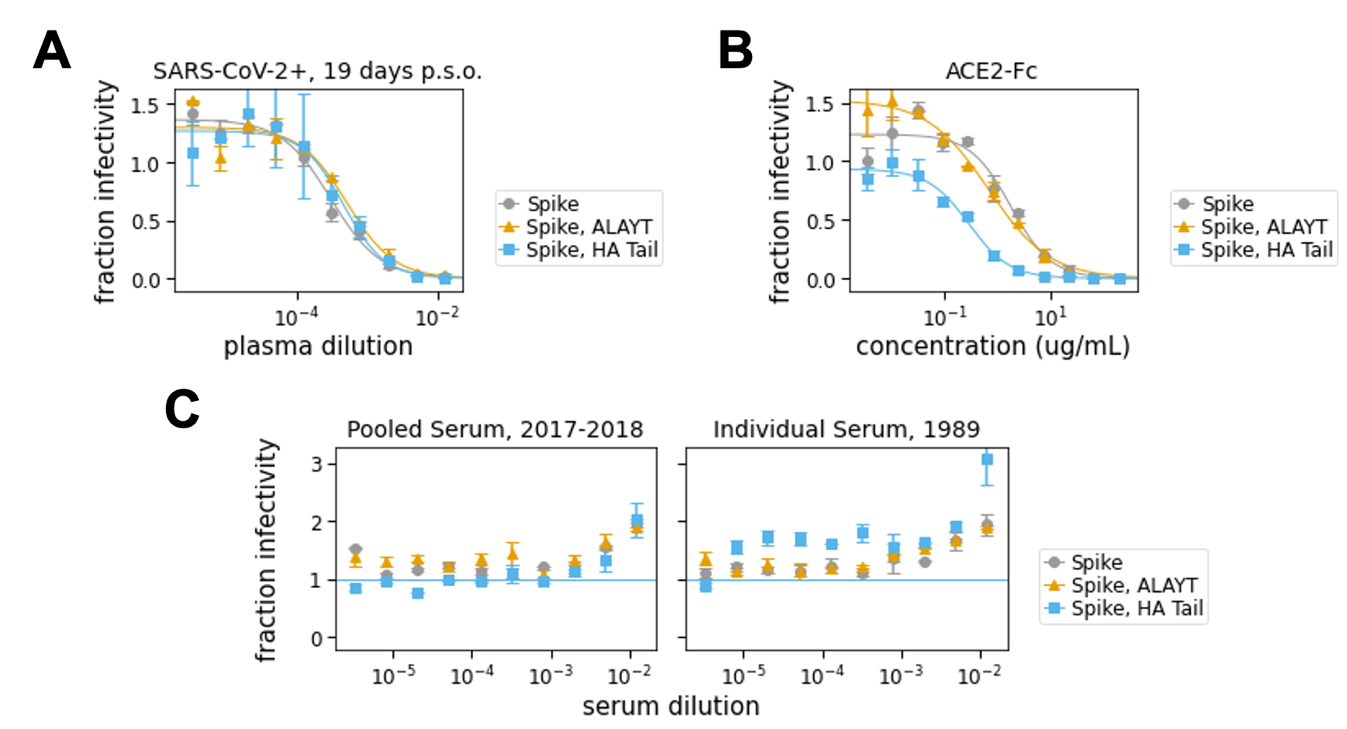 A
SARS-CoV-2+, 19 days p.s.o.
fraction infectivity
1.5
1.0
0.5
0.0
10⁻⁴
10⁻²
plasma dilution
Spike
Spike, ALAYT
Spike, HA Tail
B
ACE2-Fc
fraction infectivity
1.5
1.0
0.5
0.0
10⁻¹
10¹
concentration (ug/mL)
Spike
Spike, ALAYT
Spike, HA Tail
C
Pooled Serum, 2017-2018
Individual Serum, 1989
fraction infectivity
3
2
1
0
10⁻⁵
10⁻⁴
10⁻³
10⁻²
10⁻⁵
10⁻⁴
10⁻³
10⁻²
serum dilution
Spike
Spike, ALAYT
Spike, HA Tail